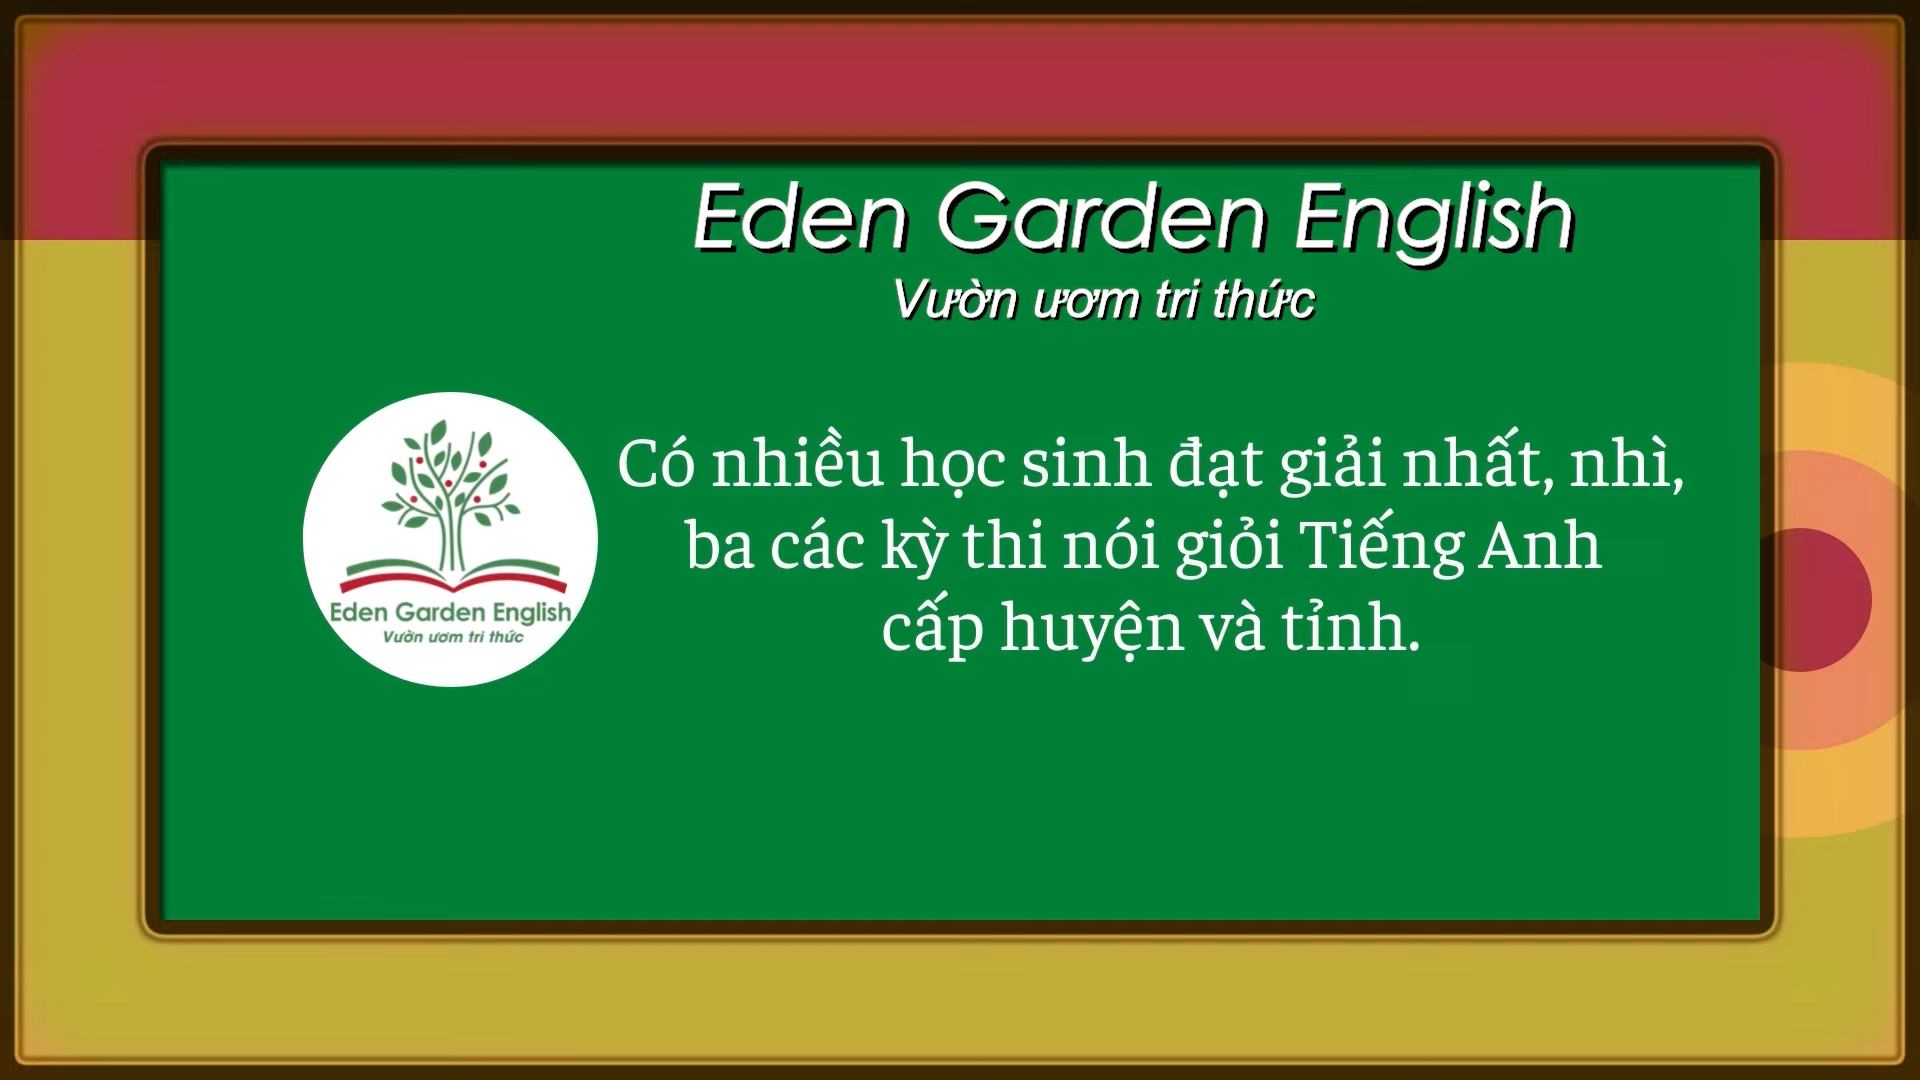 Eden Garden English
Vườn ươm tri thức
Có nhiều học sinh đạt giải nhất, nhì,
ba các kỳ thi nói giỏi Tiếng Anh
cấp huyện và tỉnh.
Eden Garden English
Vườn ươm tri thức